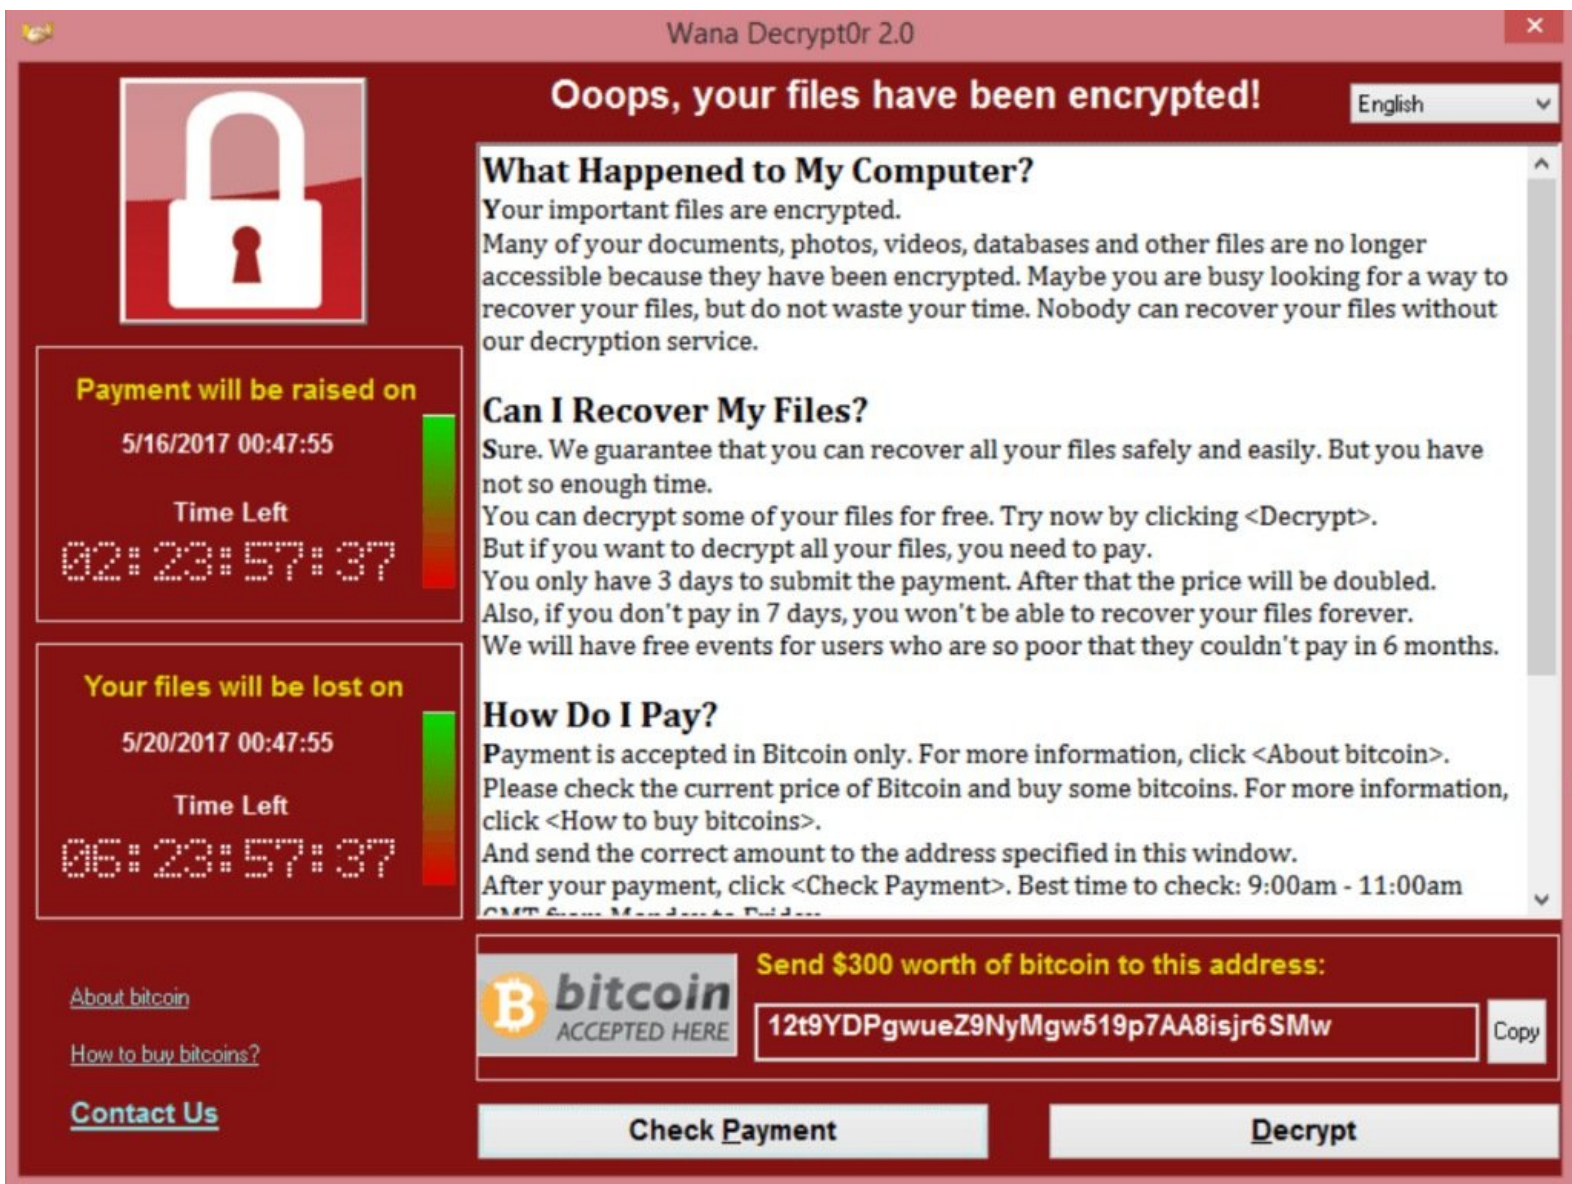 Wana Decrypt0r 2.0
Ooops, your files have been encrypted!
English
What Happened to My Computer?
Your important files are encrypted.
Many of your documents, photos, videos, databases and other files are no longer
accessible because they have been encrypted. Maybe you are busy looking for a way to
recover your files, but do not waste your time. Nobody can recover your files without
our decryption service.
Can I Recover My Files?
Sure. We guarantee that you can recover all your files safely and easily. But you have
not so enough time.
You can decrypt some of your files for free. Try now by clicking <Decrypt>.
But if you want to decrypt all your files, you need to pay.
You only have 3 days to submit the payment. After that the price will be doubled.
Also, if you don't pay in 7 days, you won't be able to recover your files forever.
We will have free events for users who are so poor that they couldn't pay in 6 months.
How Do I Pay?
Payment is accepted in Bitcoin only. For more information, click <About bitcoin>.
Please check the current price of Bitcoin and buy some bitcoins. For more information,
click <How to buy bitcoins>.
And send the correct amount to the address specified in this window.
After your payment, click <Check Payment>. Best time to check: 9:00am - 11:00am
GMT from Monday to Friday.
Payment will be raised on
5/16/2017 00:47:55
Time Left
02:23:57:37
Your files will be lost on
5/20/2017 00:47:55
Time Left
06:23:57:37
About bitcoin
How to buy bitcoins?
Contact Us
bitcoin
ACCEPTED HERE
Send $300 worth of bitcoin to this address:
12t9YDPgwueZ9NyMgw519p7AA8isjr6SMw
Copy
Check Payment
Decrypt